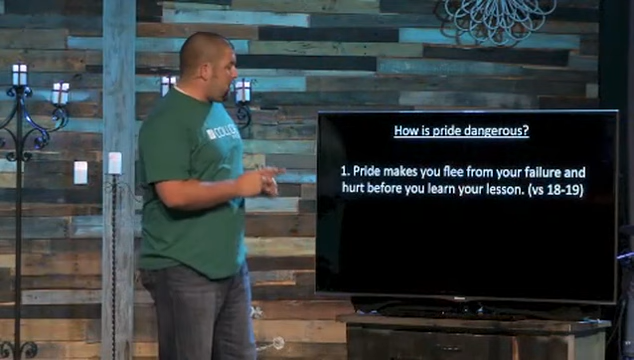 How is pride dangerous?
1. Pride makes you flee from your failure and
hurt before you learn your lesson. (vs 18-19)